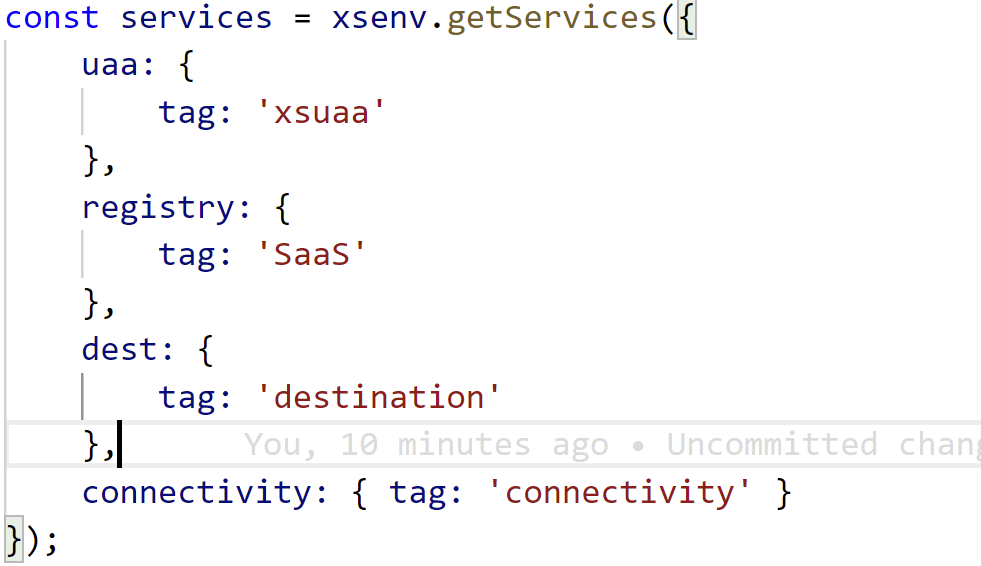 const services = xsenv.getServices({
    uaa: {
        tag: 'xsuaa'
    },
    registry: {
        tag: 'SaaS'
    },
    dest: {
        tag: 'destination'
    },      You, 10 minutes ago • Uncommitted
    connectivity: { tag: 'connectivity' }
});